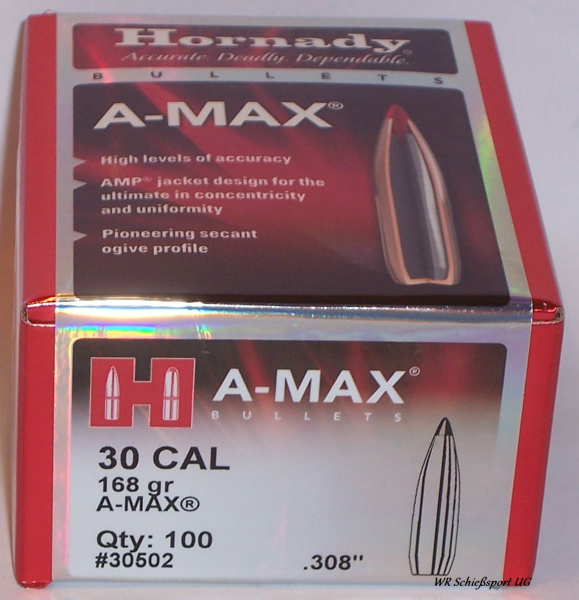 Hornady®
Accurate. Deadly. Dependable.
BULLETS
A-MAX®
High levels of accuracy
AMP® jacket design for the
ultimate in concentricity
and uniformity
Pioneering secant
ogive profile
H A-MAX®
BULLETS
30 CAL
168 gr
A-MAX®
Qty: 100
#30502
.308"
WR Schießsport UG